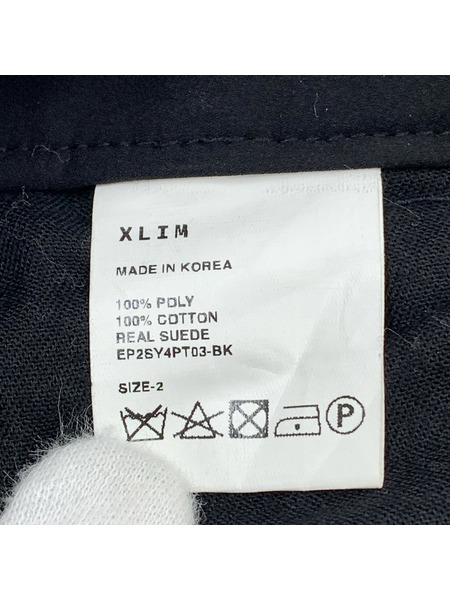 XLIM
MADE IN KOREA
100% POLY
100% COTTON
REAL SUEDE
EP2SY4PT03-BK
SIZE-2
P